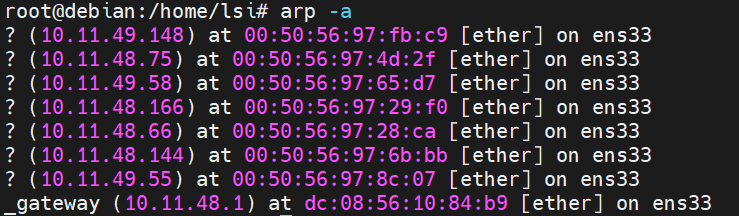 root@debian:/home/lsi# arp -a
? (10.11.49.148) at 00:50:56:97:fb:c9 [ether] on ens33
? (10.11.48.75) at 00:50:56:97:4d:2f [ether] on ens33
? (10.11.49.58) at 00:50:56:97:65:d7 [ether] on ens33
? (10.11.48.166) at 00:50:56:97:29:f0 [ether] on ens33
? (10.11.48.66) at 00:50:56:97:28:ca [ether] on ens33
? (10.11.48.144) at 00:50:56:97:6b:bb [ether] on ens33
? (10.11.49.55) at 00:50:56:97:8c:07 [ether] on ens33
_gateway (10.11.48.1) at dc:08:56:10:84:b9 [ether] on ens33